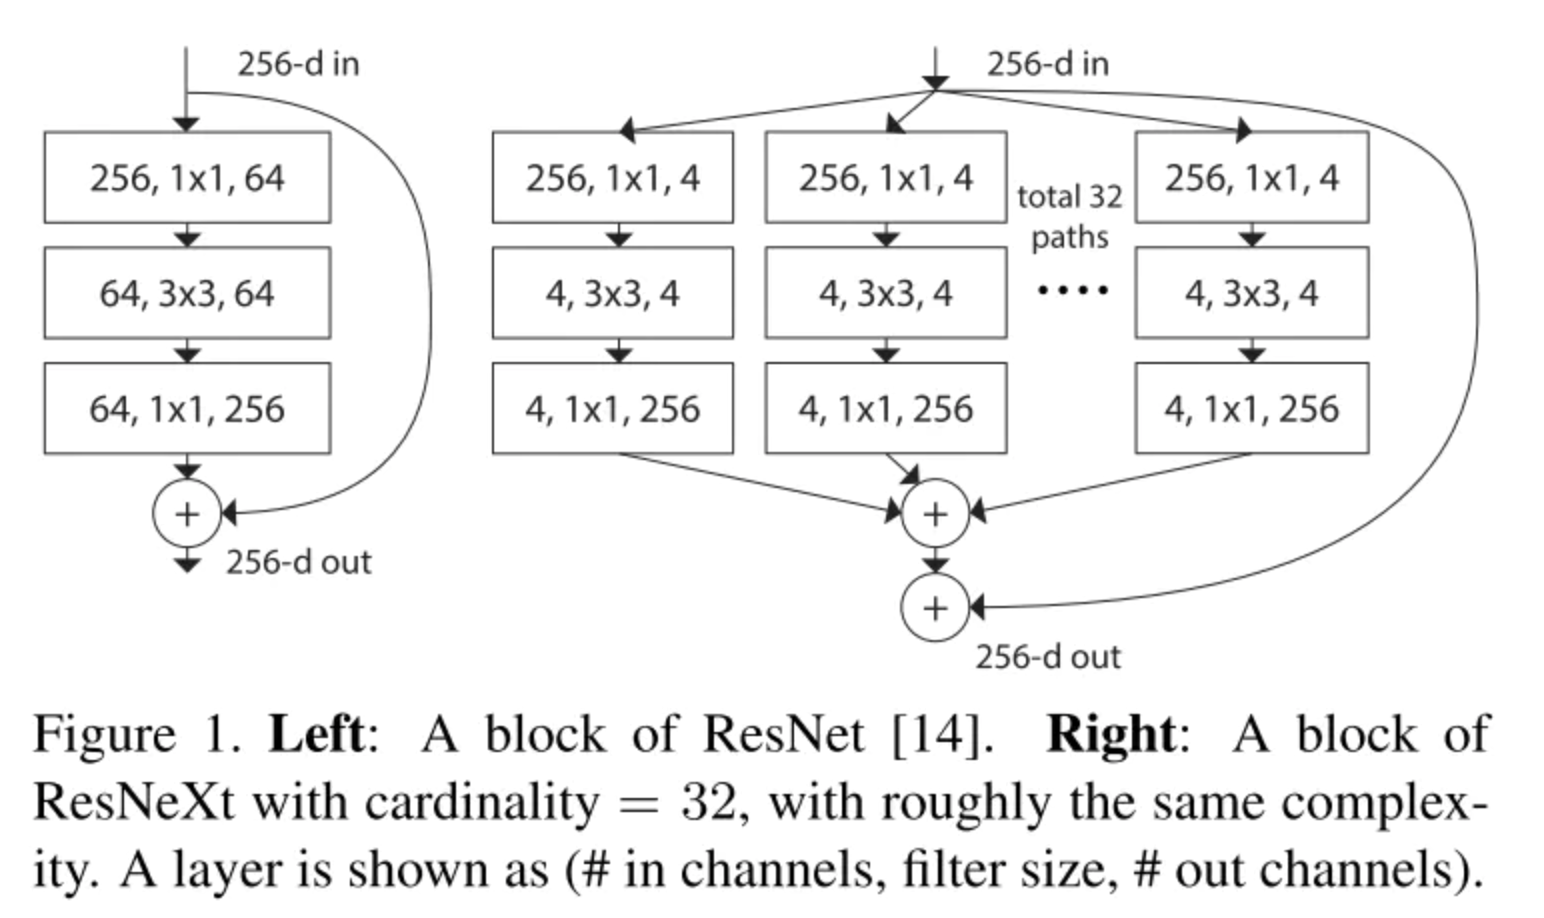 256-d in
256, 1x1, 64
64, 3x3, 64
64, 1x1, 256
+
256-d out
256-d in
256, 1x1, 4
256, 1x1, 4
total 32
paths
256, 1x1, 4
4, 3x3, 4
4, 3x3, 4
....
4, 3x3, 4
4, 1x1, 256
4, 1x1, 256
4, 1x1, 256
+
+
256-d out
Figure 1. Left: A block of ResNet [14]. Right: A block of
ResNeXt with cardinality = 32, with roughly the same complex-
ity. A layer is shown as (# in channels, filter size, # out channels).